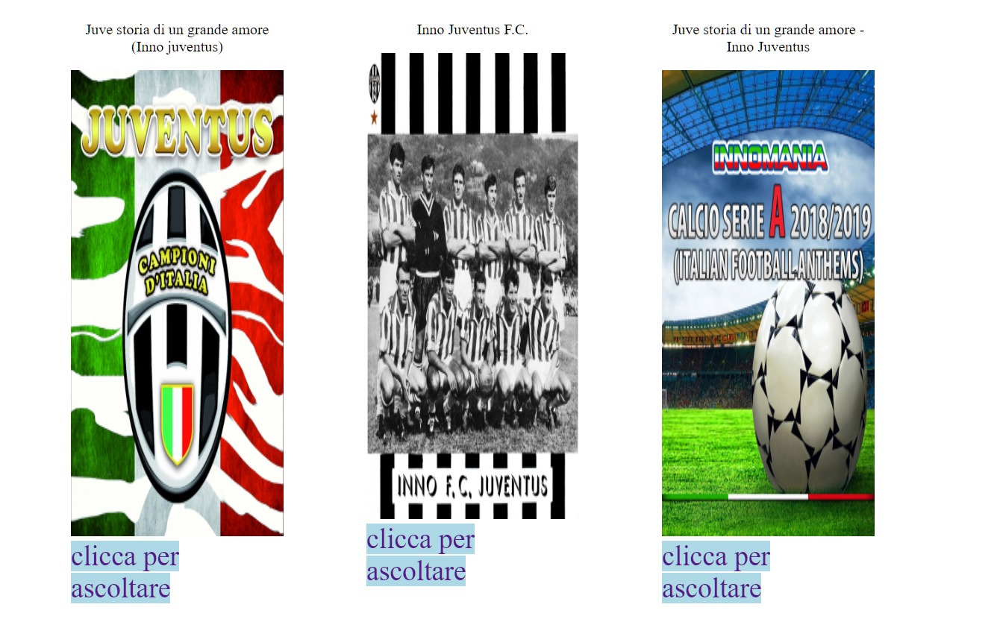 Juve storia di un grande amore
(Inno juventus)
JUVENTUS
CAMPIONI
D'ITALIA
clicca per
ascoltare
Inno Juventus F.C.
INNO F.C. JUVENTUS
clicca per
ascoltare
Juve storia di un grande amore -
Inno Juventus
INNOMANIA
CALCIO SERIE A 2018/2019
(ITALIAN FOOTBALL ANTHEMS)
clicca per
ascoltare